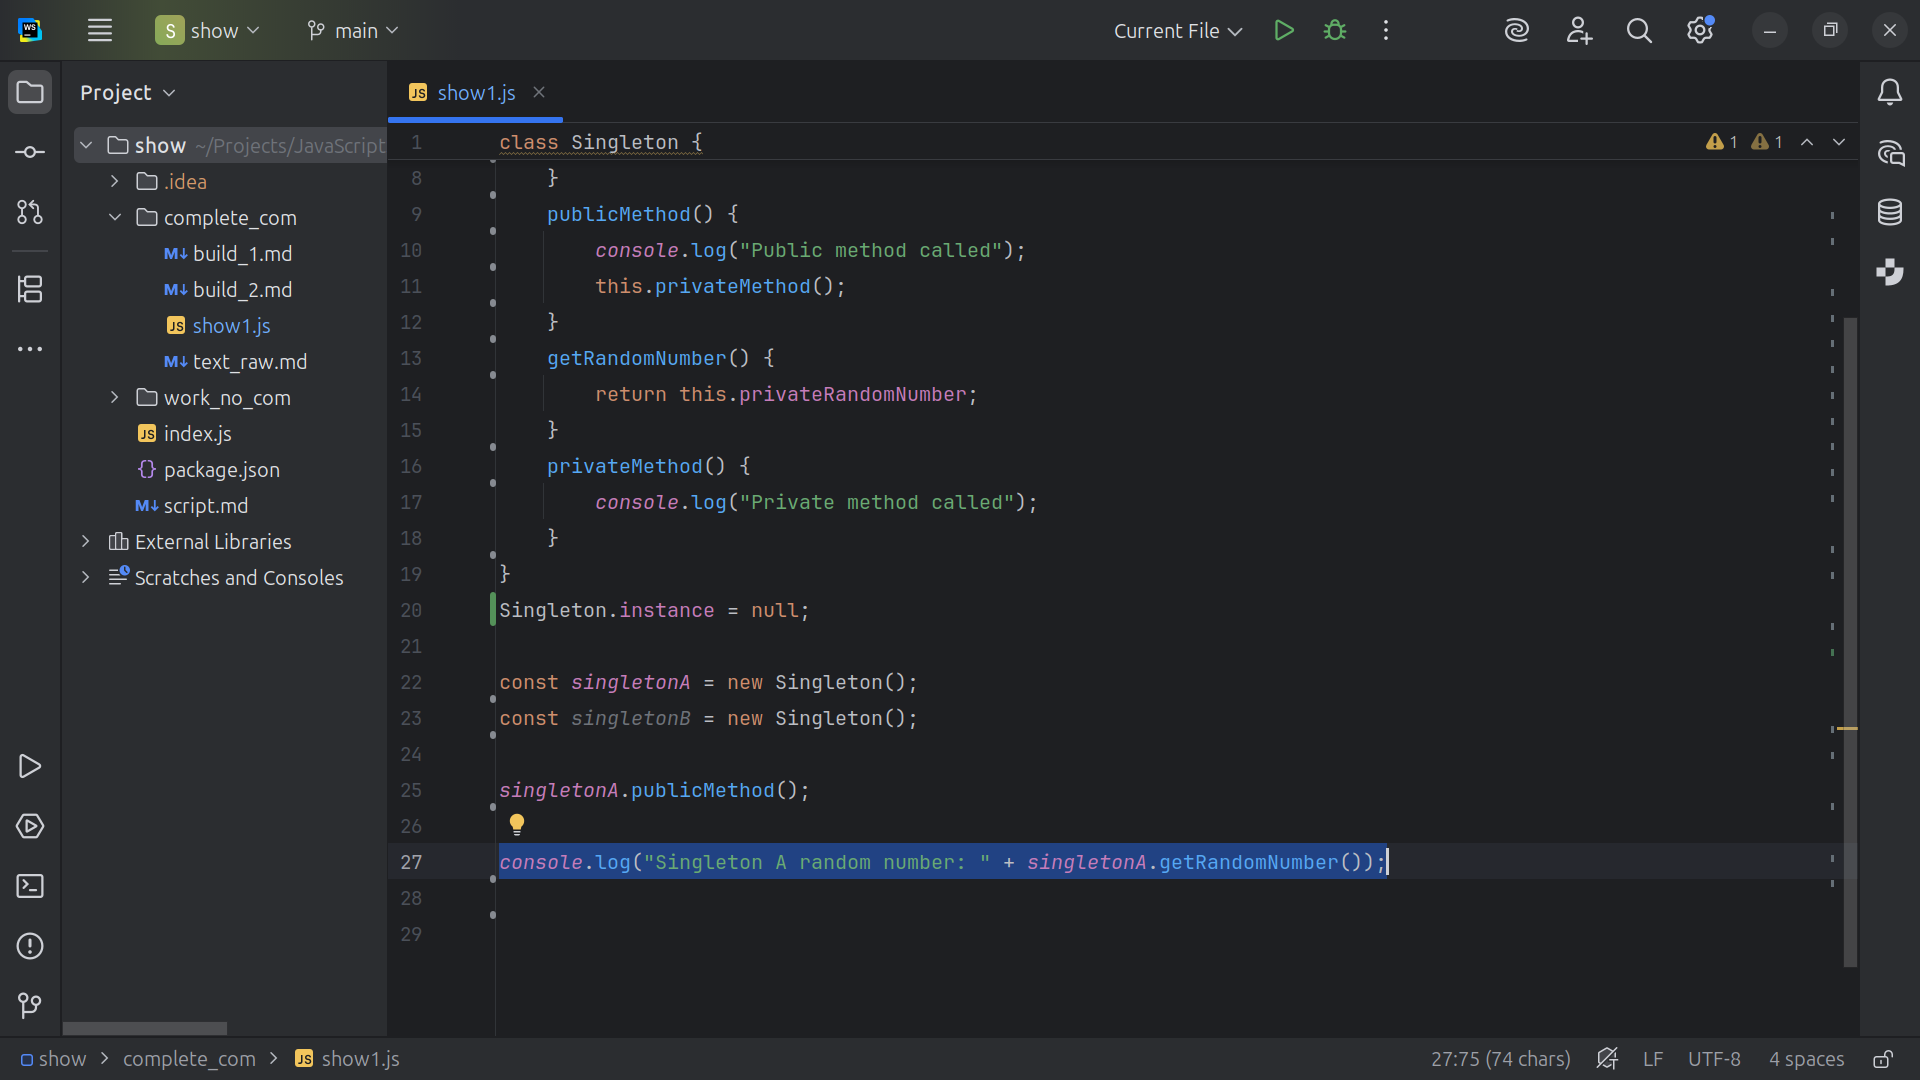 WS
S show
main
Current File
Project
show ~/Projects/JavaScript
.idea
complete_com
M↓ build_1.md
M↓ build_2.md
JS show1.js
M↓ text_raw.md
work_no_com
JS index.js
{} package.json
M↓ script.md
External Libraries
Scratches and Consoles
JS show1.js
1 class Singleton {
1 1
8 }
9 publicMethod() {
10 console.log("Public method called");
11 this.privateMethod();
12 }
13 getRandomNumber() {
14 return this.privateRandomNumber;
15 }
16 privateMethod() {
17 console.log("Private method called");
18 }
19 }
20 Singleton.instance = null;
21
22 const singletonA = new Singleton();
23 const singletonB = new Singleton();
24
25 singletonA.publicMethod();
26
27 console.log("Singleton A random number: " + singletonA.getRandomNumber());
28
29
show > complete_com > JS show1.js
27:75 (74 chars) LF UTF-8 4 spaces